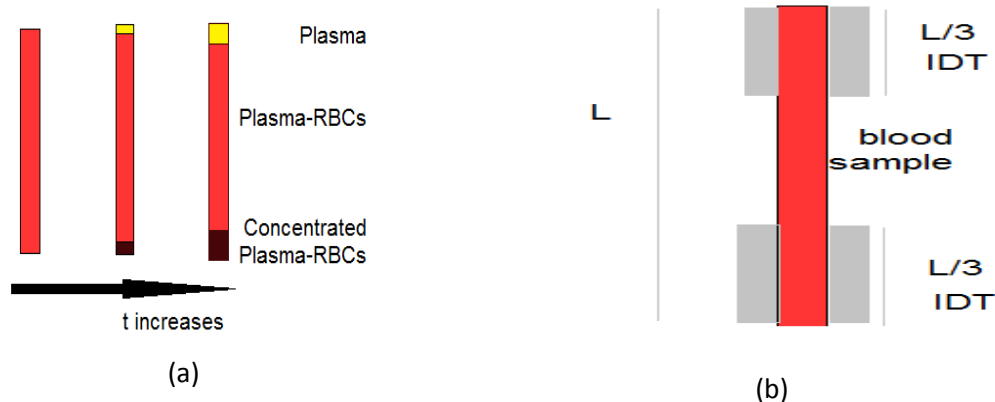 Plasma
Plasma-RBCs
Concentrated
Plasma-RBCs
t increases
(a)
L
L/3
IDT
blood
sample
L/3
IDT
(b)